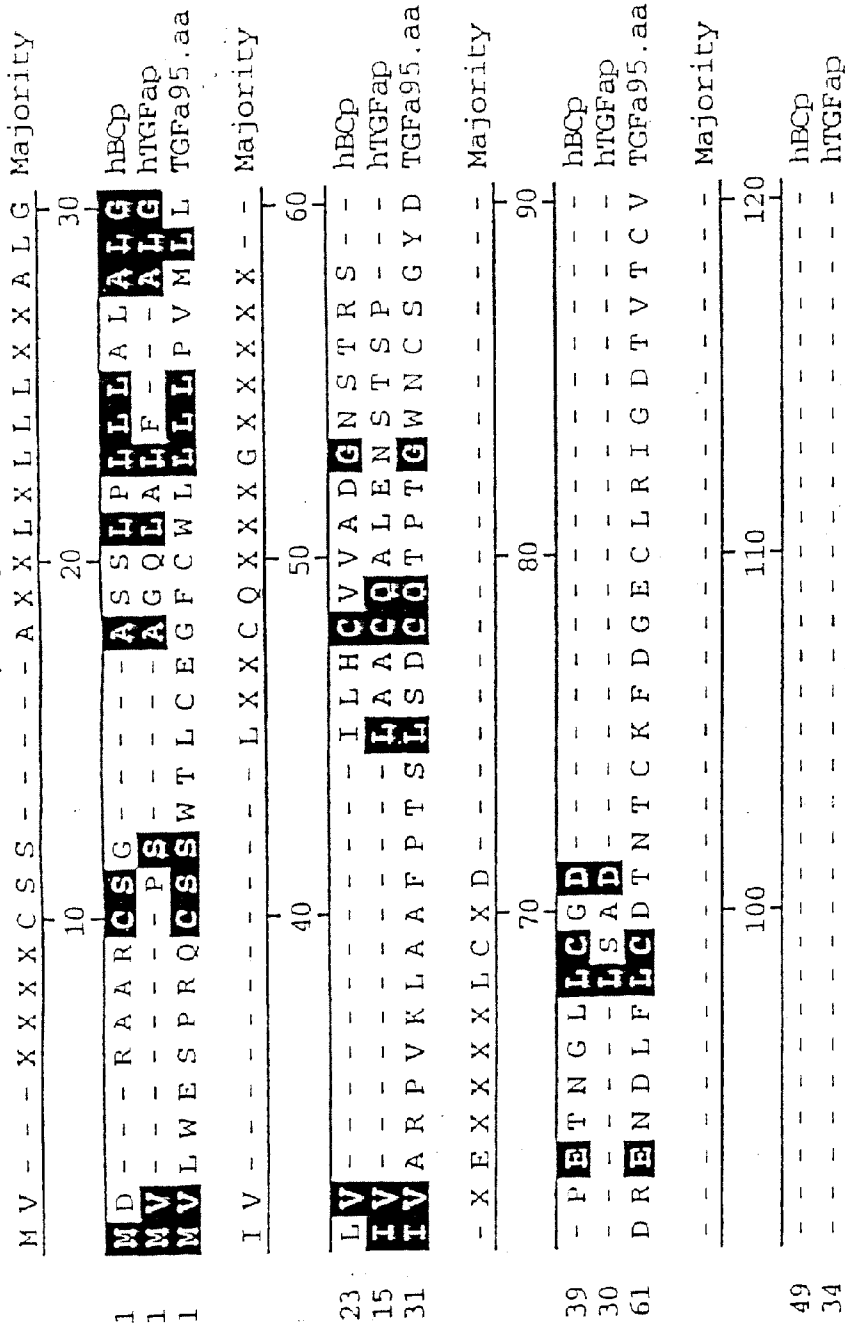 M V - - - X X X X C S S - - - - - A X X L X L L L X X A L G Majority
10 20 30
1 M D - - - R A A R C S G - - - - - A S S L P L L L A L A L G hBCp
1 M V - - - - - - - - P S - - - - - A G Q L A L F - - - A L G hTGFap
1 M V L W E S P R Q C S S W T L C E G F C W L L L L P V M L L TGFa95.aa
I V - - - - - - - - - - - - L X X C Q X X X G X X X X X - - Majority
40 50 60
23 L V - - - - - - - - - - - - I L H C V V A D G N S T R S - - hBCp
15 I V - - - - - - - - - - - - L A A C Q A L E N S T S P - - - hTGFap
31 I V A R P V K L A A F P T S L S D C Q T P T G W N C S G Y D TGFa95.aa
- X E X X X X L C X D - - - - - - - - - - - - - - - - - - - Majority
70 80 90
39 - P E T N G L L C G D - - - - - - - - - - - - - - - - - - - hBCp
30 - - - - - - - L S A D - - - - - - - - - - - - - - - - - - - hTGFap
61 D R E N D L F L C D T N T C K F D G E C L R I G D T V T C V TGFa95.aa
- - - - - - - - - - - - - - - - - - - - - - - - - - - - - - Majority
100 110 120
49 - - - - - - - - - - - - - - - - - - - - - - - - - - - - - - hBCp
34 - - - - - - - - - - - - - - - - - - - - - - - - - - - - - - hTGFap